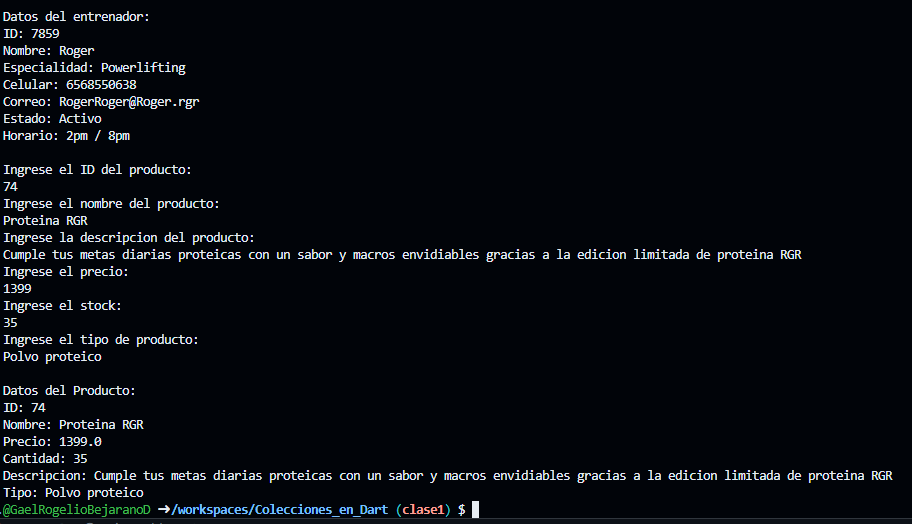 Datos del entrenador:
ID: 7859
Nombre: Roger
Especialidad: Powerlifting
Celular: 6568550638
Correo: RogerRoger@Roger.rgr
Estado: Activo
Horario: 2pm / 8pm
Ingrese el ID del producto:
74
Ingrese el nombre del producto:
Proteina RGR
Ingrese la descripcion del producto:
Cumple tus metas diarias proteicas con un sabor y macros envidiables gracias a la edicion limitada de proteina RGR
Ingrese el precio:
1399
Ingrese el stock:
35
Ingrese el tipo de producto:
Polvo proteico
Datos del Producto:
ID: 74
Nombre: Proteina RGR
Precio: 1399.0
Cantidad: 35
Descripcion: Cumple tus metas diarias proteicas con un sabor y macros envidiables gracias a la edicion limitada de proteina RGR
Tipo: Polvo proteico
@GaelRogelioBejaranoD ➜/workspaces/Colecciones_en_Dart (clase1) $